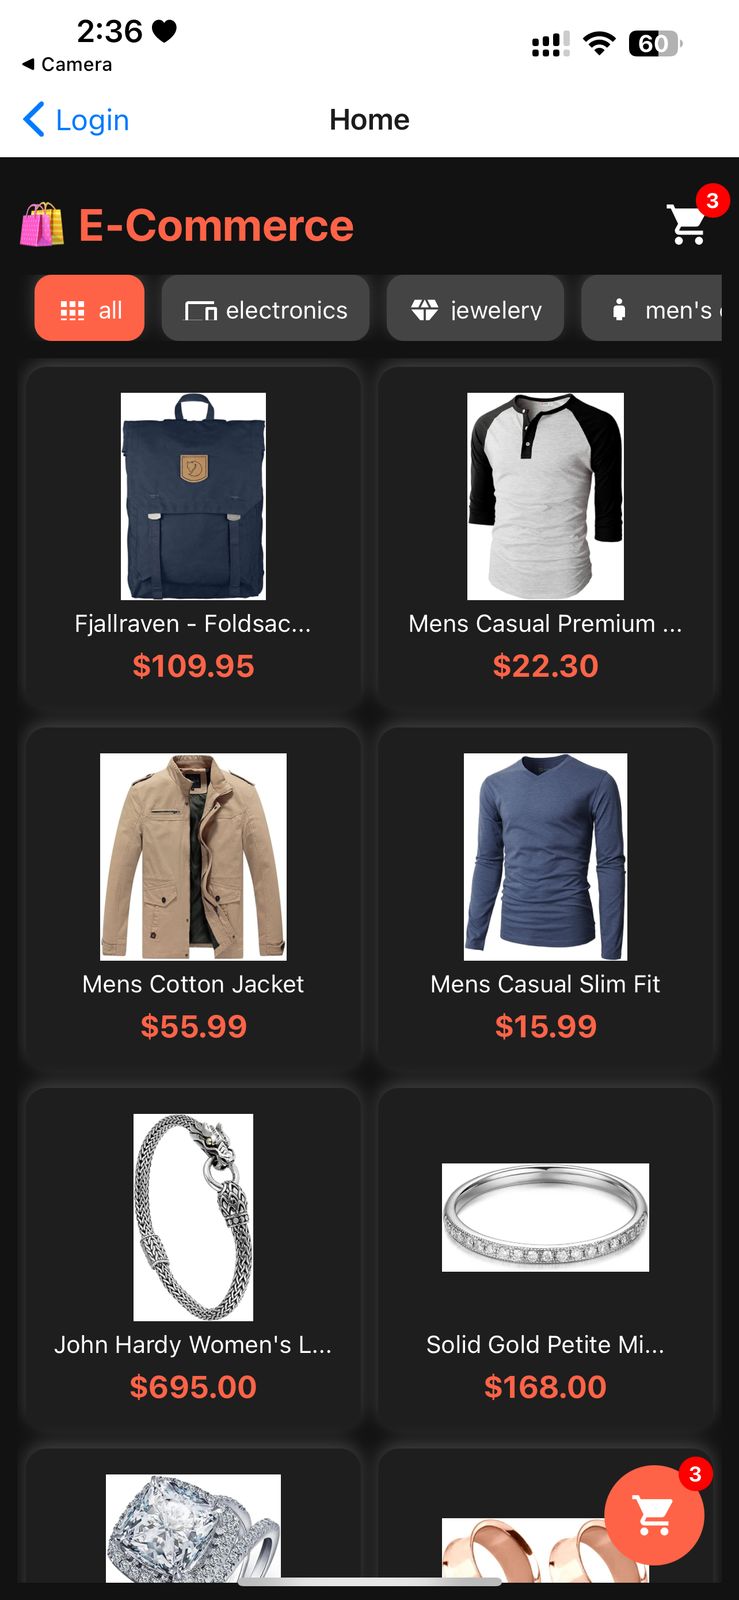 2:36
60
◀ Camera
Login
Home
E-Commerce
3
all
electronics
jewelery
men's
Fjallraven - Foldsac...
Mens Casual Premium ...
$109.95
$22.30
Mens Cotton Jacket
Mens Casual Slim Fit
$55.99
$15.99
John Hardy Women's L...
Solid Gold Petite Mi...
$695.00
$168.00
3